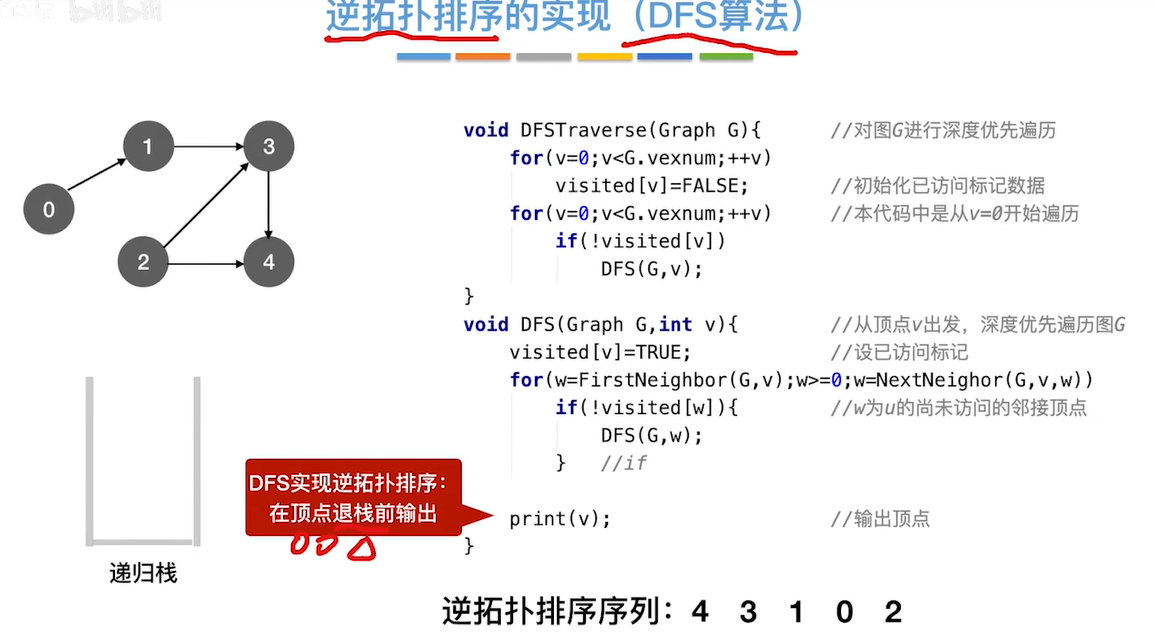 逆拓扑排序的实现（DFS算法）
0
1
3
2
4
void DFSTraverse(Graph G){ //对图G进行深度优先遍历
for(v=0;v<G.vexnum;++v)
visited[v]=FALSE; //初始化已访问标记数据
for(v=0;v<G.vexnum;++v) //本代码中是从v=0开始遍历
if(!visited[v])
DFS(G,v);
}
void DFS(Graph G,int v){ //从顶点v出发，深度优先遍历图G
visited[v]=TRUE; //设已访问标记
for(w=FirstNeighbor(G,v);w>=0;w=NextNeighor(G,v,w))
if(!visited[w]){ //w为u的尚未访问的邻接顶点
DFS(G,w);
} //if
print(v); //输出顶点
}
DFS实现逆拓扑排序：
在顶点退栈前输出
递归栈
逆拓扑排序序列：4 3 1 0 2